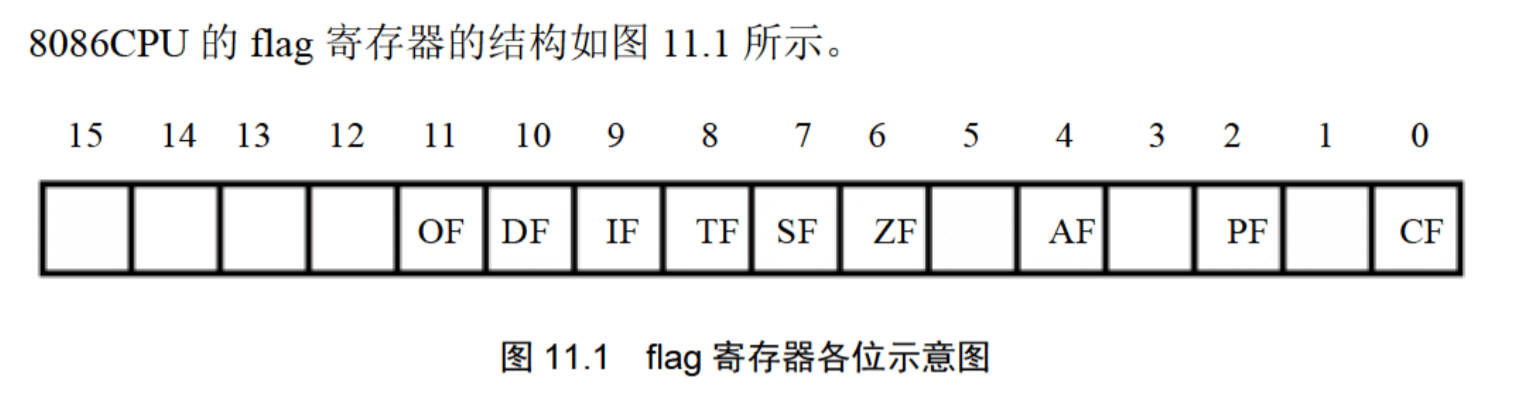 8086CPU 的 flag 寄存器的结构如图 11.1 所示。
15 14 13 12 11 10 9 8 7 6 5 4 3 2 1 0
OF DF IF TF SF ZF AF PF CF
图 11.1 flag 寄存器各位示意图